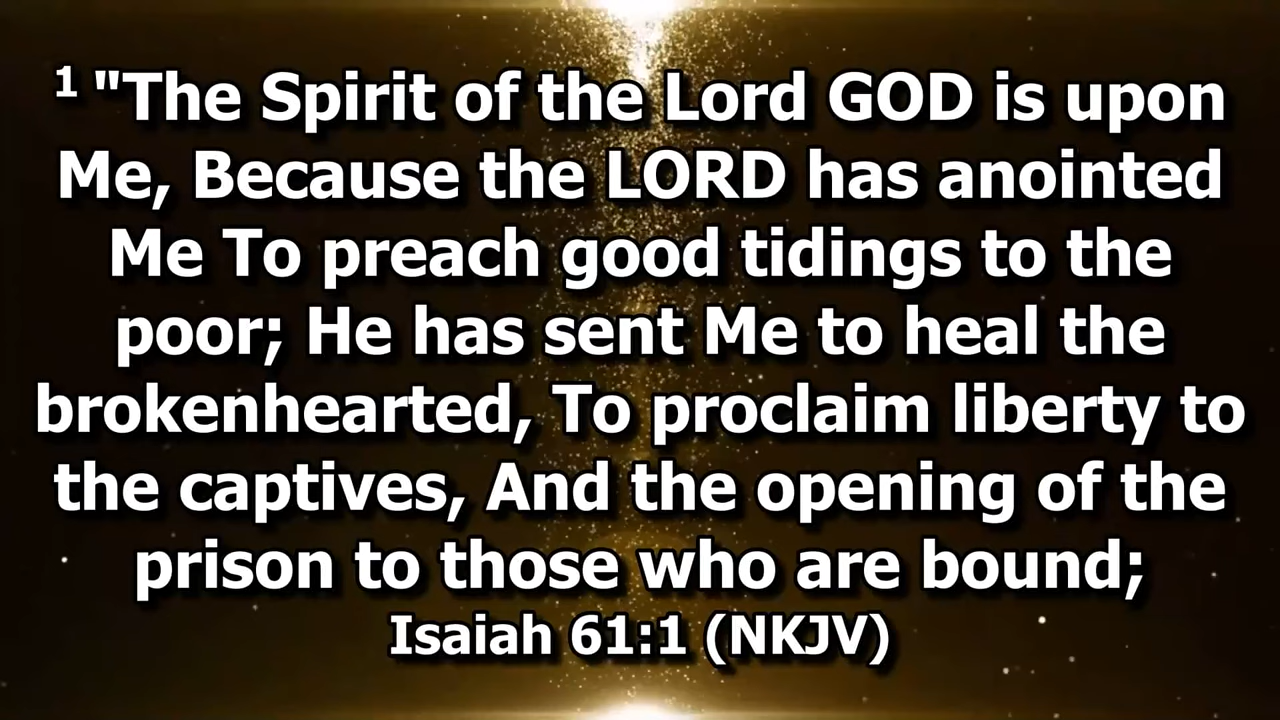 1 "The Spirit of the Lord GOD is upon
Me, Because the LORD has anointed
Me To preach good tidings to the
poor; He has sent Me to heal the
brokenhearted, To proclaim liberty to
the captives, And the opening of the
prison to those who are bound;
Isaiah 61:1 (NKJV)